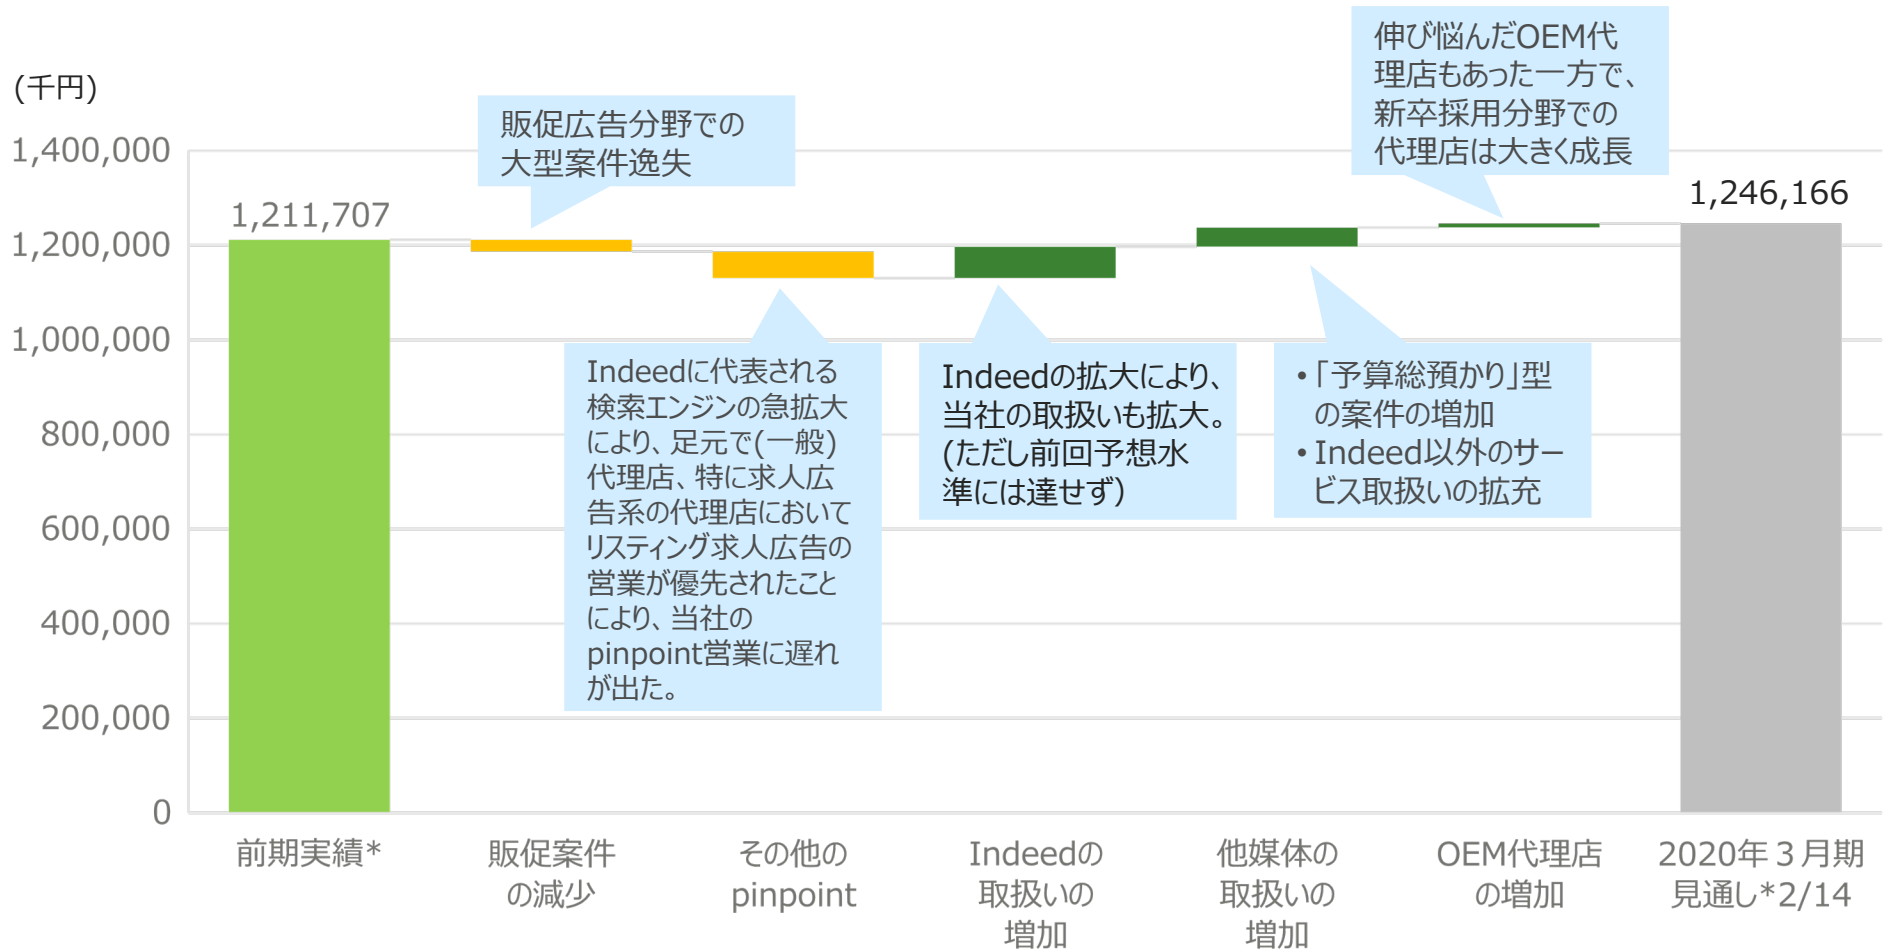 (千円)
1,400,000
1,200,000
1,000,000
800,000
600,000
400,000
200,000
0
1,211,707
販促広告分野での
大型案件逸失
伸び悩んだOEM代
理店もあった一方で、
新卒採用分野での
代理店は大きく成長
1,246,166
Indeedに代表される
検索エンジンの急拡大
により、足元で(一般)
代理店、特に求人広
告系の代理店において
リスティング求人広告の
営業が優先されたこと
により、当社の
pinpoint営業に遅れ
が出た。
Indeedの拡大により、
当社の取扱いも拡大。
(ただし前回予想水
準には達せず)
•「予算総預かり」型
の案件の増加
•Indeed以外のサー
ビス取扱いの拡充
前期実績*
販促案件
の減少
その他の
pinpoint
Indeedの
取扱いの
増加
他媒体の
取扱いの
増加
OEM代理店
の増加
2020年３月期
見通し*2/14